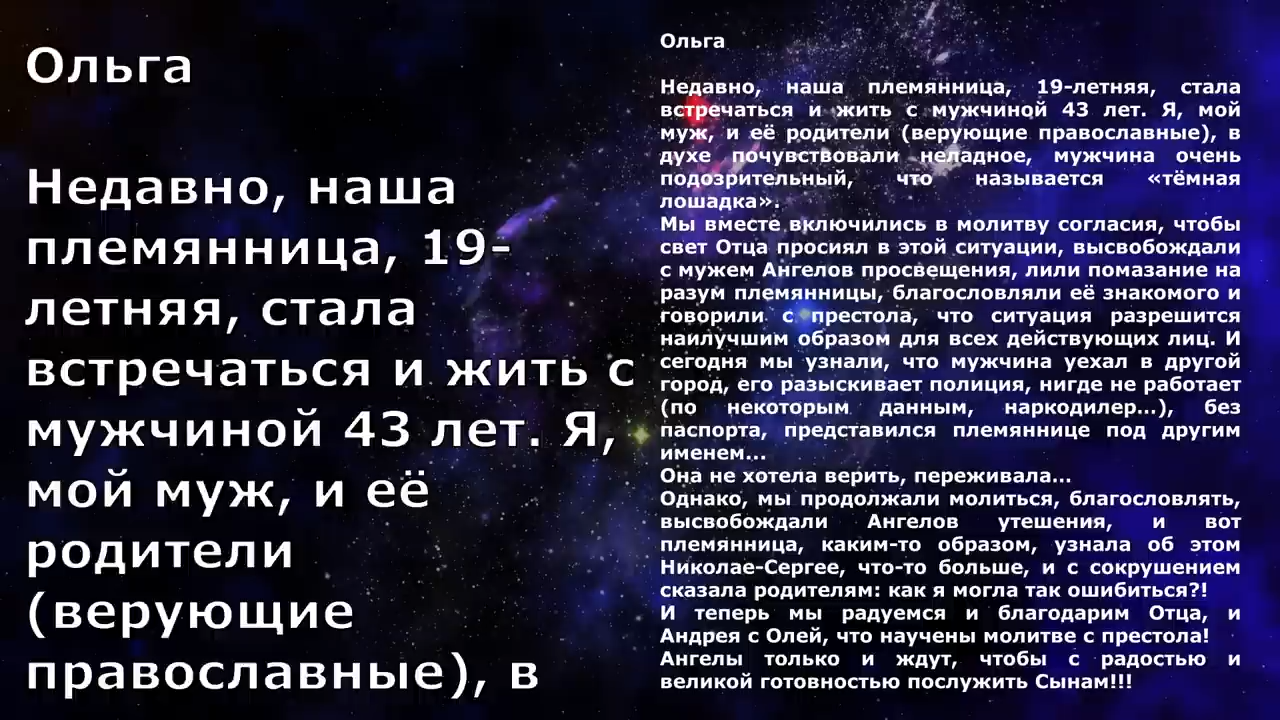 Ольга
Недавно, наша
племянница, 19-
летняя, стала
встречаться и жить с
мужчиной 43 лет. Я,
мой муж, и её
родители
(верующие
православные), в
Ольга
Недавно, наша племянница, 19-летняя, стала
встречаться и жить с мужчиной 43 лет. Я, мой
муж, и её родители (верующие православные), в
духе почувствовали неладное, мужчина очень
подозрительный, что называется «тёмная
лошадка».
Мы вместе включились в молитву согласия, чтобы
свет Отца просиял в этой ситуации, высвобождали
с мужем Ангелов просвещения, лили помазание на
разум племянницы, благословляли её знакомого и
говорили с престола, что ситуация разрешится
наилучшим образом для всех действующих лиц. И
сегодня мы узнали, что мужчина уехал в другой
город, его разыскивает полиция, нигде не работает
(по некоторым данным, наркодилер...), без
паспорта, представился племяннице под другим
именем...
Она не хотела верить, переживала...
Однако, мы продолжали молиться, благословлять,
высвобождали Ангелов утешения, и вот
племянница, каким-то образом, узнала об этом
Николае-Сергее, что-то больше, и с сокрушением
сказала родителям: как я могла так ошибиться?!
И теперь мы радуемся и благодарим Отца, и
Андрея с Олей, что научены молитве с престола!
Ангелы только и ждут, чтобы с радостью и
великой готовностью послужить Сынам!!!